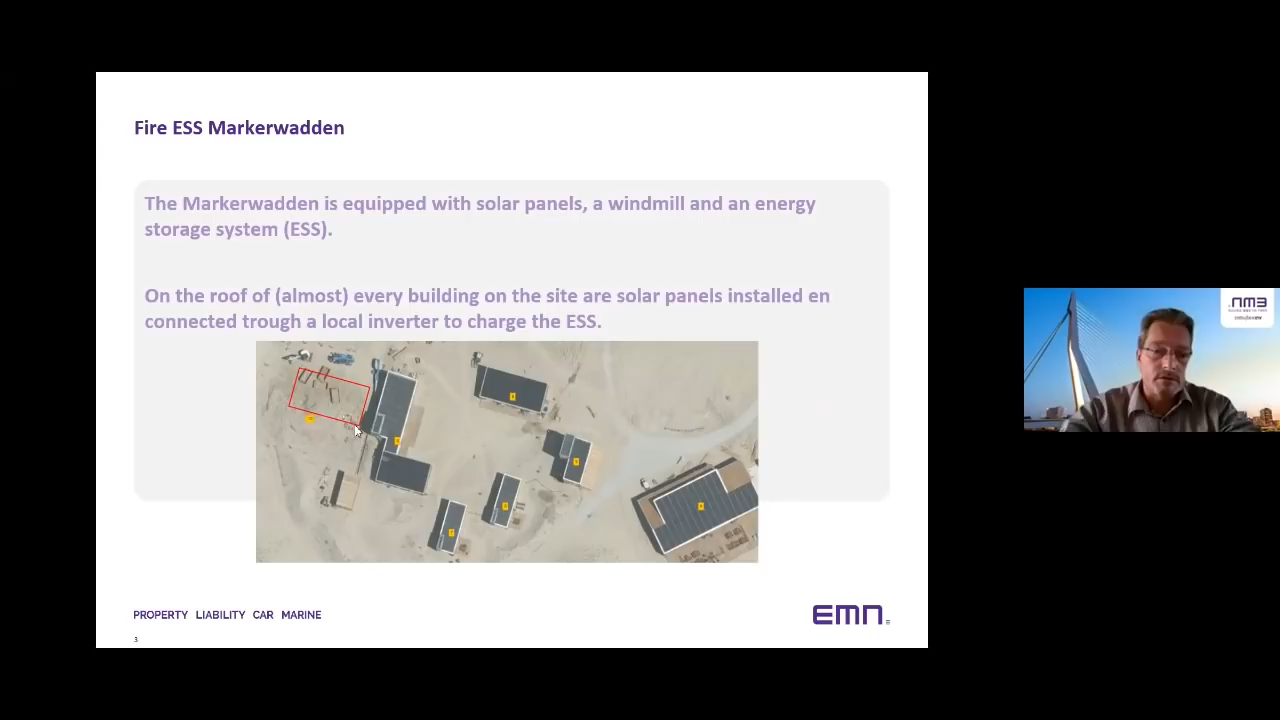 Fire ESS Markerwadden
The Markerwadden is equipped with solar panels, a windmill and an energy
storage system (ESS).
On the roof of (almost) every building on the site are solar panels installed en
connected trough a local inverter to charge the ESS.
PROPERTY LIABILITY CAR MARINE
EMN
3